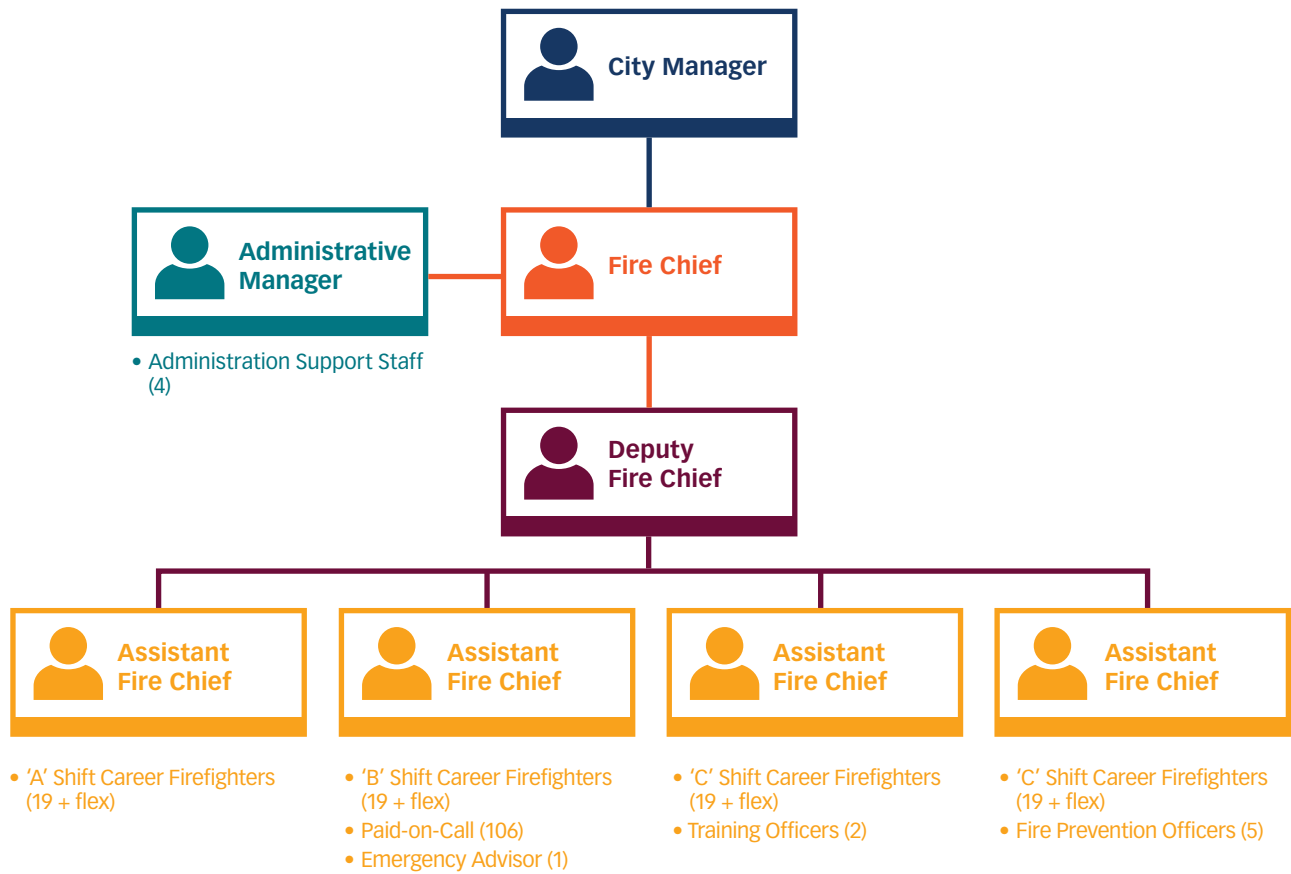 City Manager
Administrative
Manager
Fire Chief
• Administration Support Staff
(4)
Deputy
Fire Chief
Assistant
Fire Chief
Assistant
Fire Chief
Assistant
Fire Chief
Assistant
Fire Chief
• ‘A’ Shift Career Firefighters
(19 + flex)
• ‘B’ Shift Career Firefighters
(19 + flex)
• Paid-on-Call (106)
• Emergency Advisor (1)
• ‘C’ Shift Career Firefighters
(19 + flex)
• Training Officers (2)
• ‘C’ Shift Career Firefighters
(19 + flex)
• Fire Prevention Officers (5)